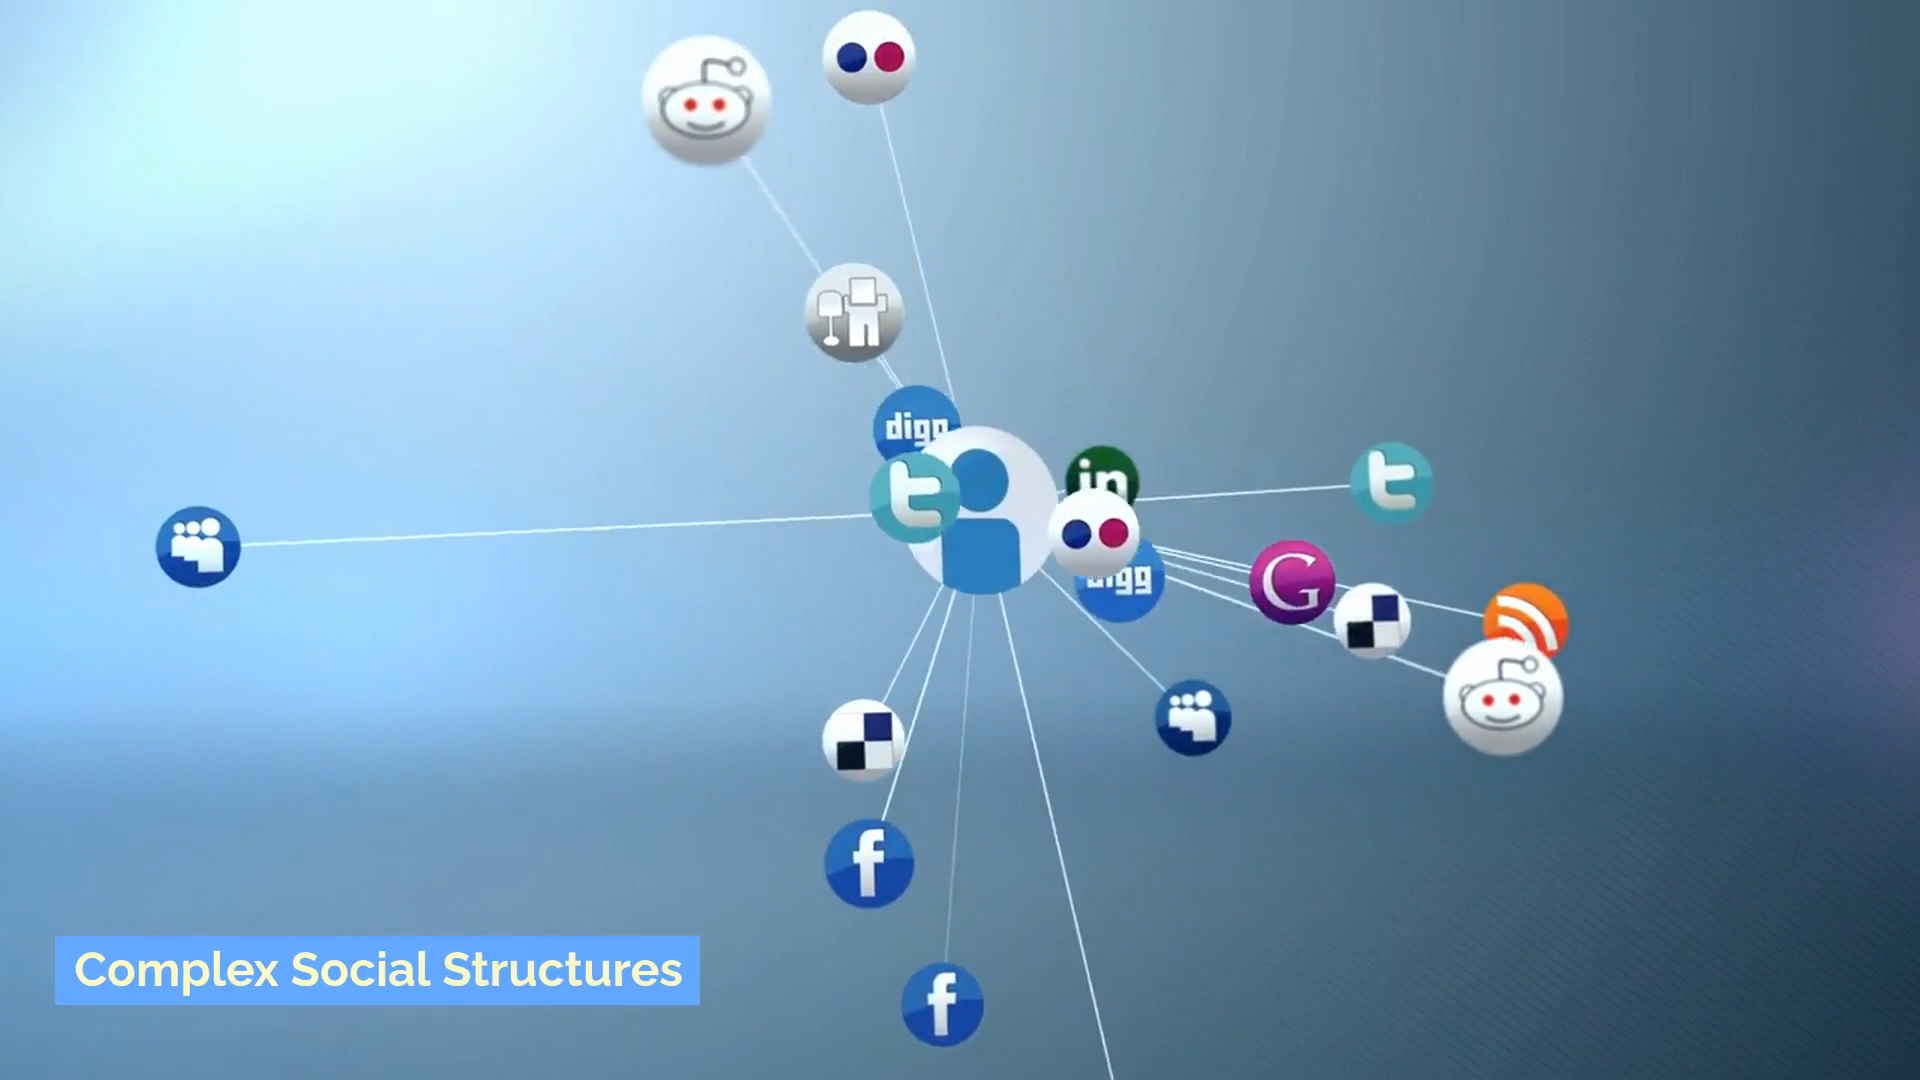 digg
t
in
t
digg
G
f
f
Complex Social Structures